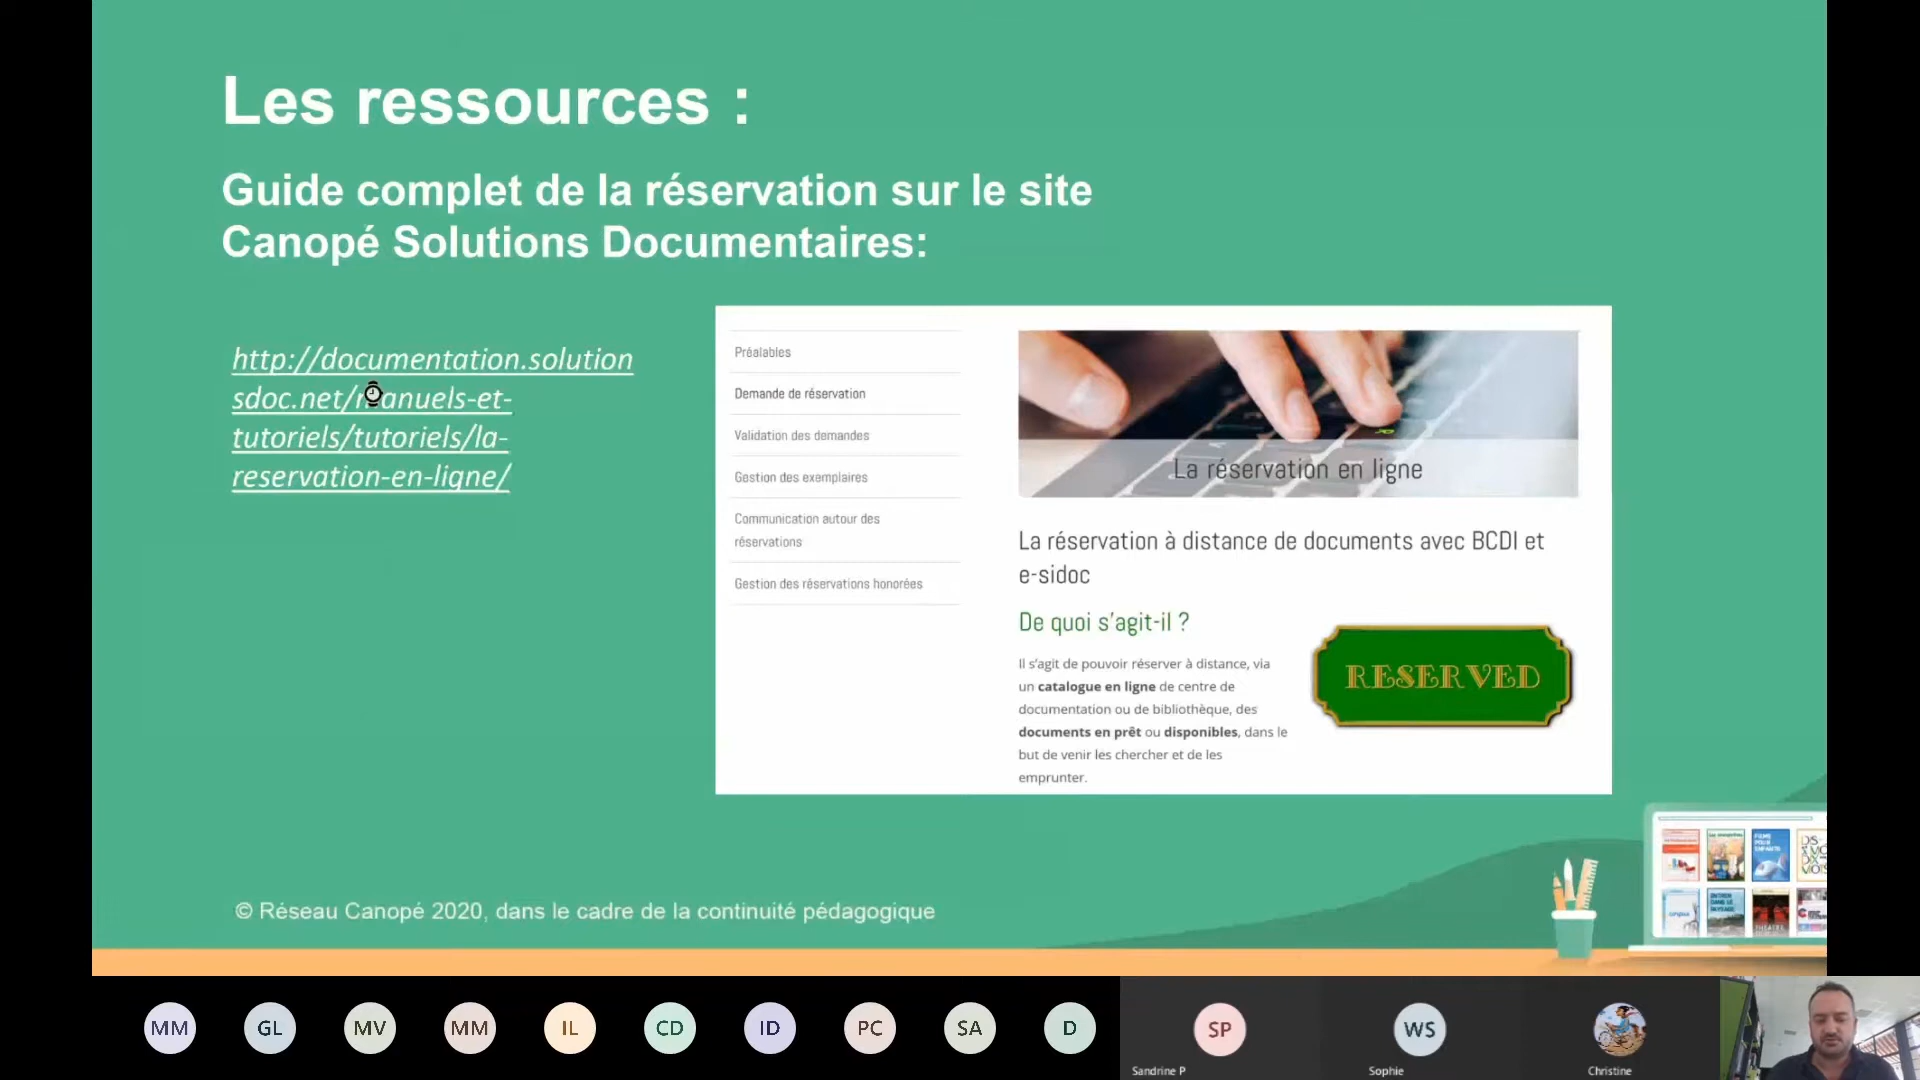 Les ressources :
Guide complet de la réservation sur le site
Canopé Solutions Documentaires:
http://documentation.solution
sdoc.net/manuels-et-
tutoriels/tutoriels/la-
reservation-en-ligne/
Préalables
Demande de réservation
Validation des demandes
Gestion des exemplaires
Communication autour des
réservations
Gestion des réservations honorées
La réservation en ligne
La réservation à distance de documents avec BCDI et
e-sidoc
De quoi s'agit-il ?
Il s'agit de pouvoir réserver à distance, via
un catalogue en ligne de centre de
documentation ou de bibliothèque, des
documents en prêt ou disponibles, dans le
but de venir les chercher et de les
emprunter.
RESERVED
© Réseau Canopé 2020, dans le cadre de la continuité pédagogique
MM GL MV MM IL CD ID PC SA D SP WS
Sandrine P Sophie Christine